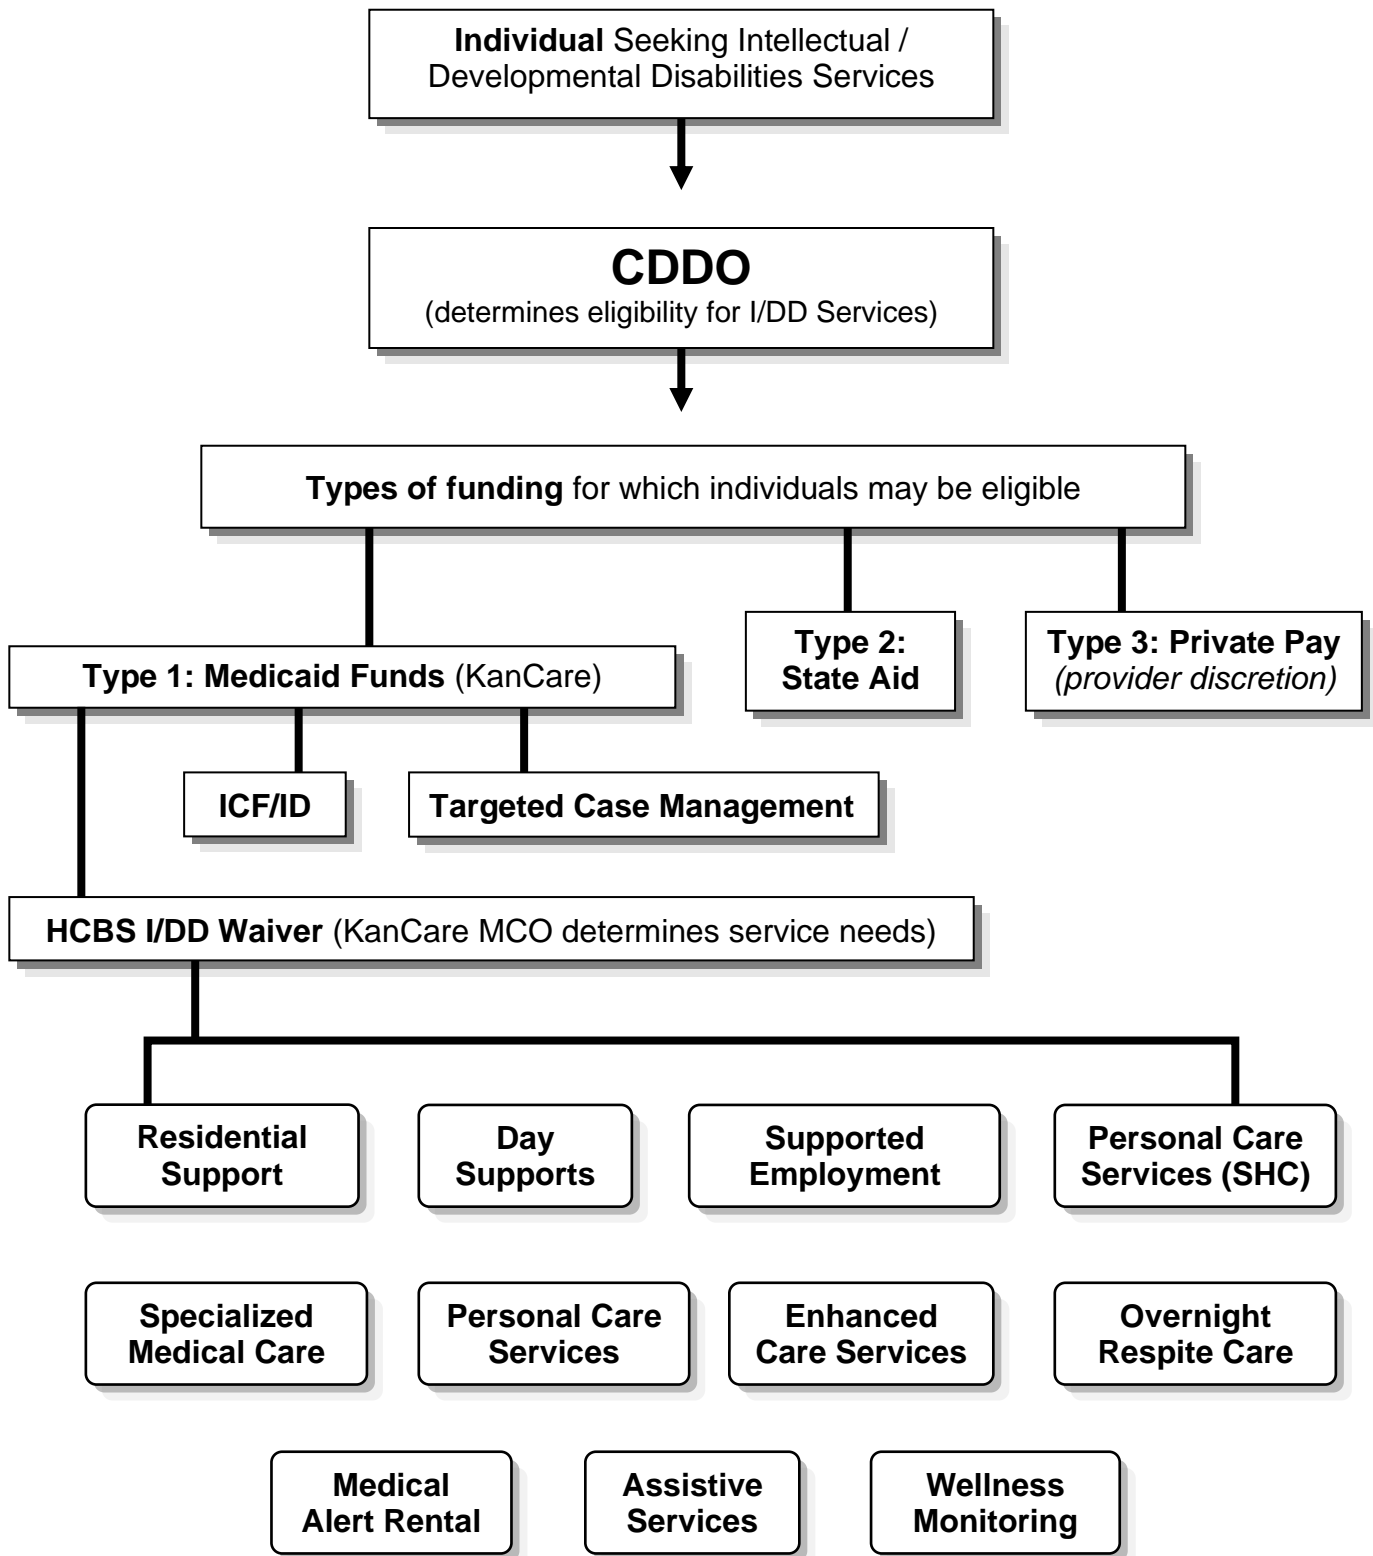 Individual Seeking Intellectual /
Developmental Disabilities Services
CDDO
(determines eligibility for I/DD Services)
Types of funding for which individuals may be eligible
Type 1: Medicaid Funds (KanCare)
Type 2:
State Aid
Type 3: Private Pay
(provider discretion)
ICF/ID
Targeted Case Management
HCBS I/DD Waiver (KanCare MCO determines service needs)
Residential
Support
Day
Supports
Supported
Employment
Personal Care
Services (SHC)
Specialized
Medical Care
Personal Care
Services
Enhanced
Care Services
Overnight
Respite Care
Medical
Alert Rental
Assistive
Services
Wellness
Monitoring